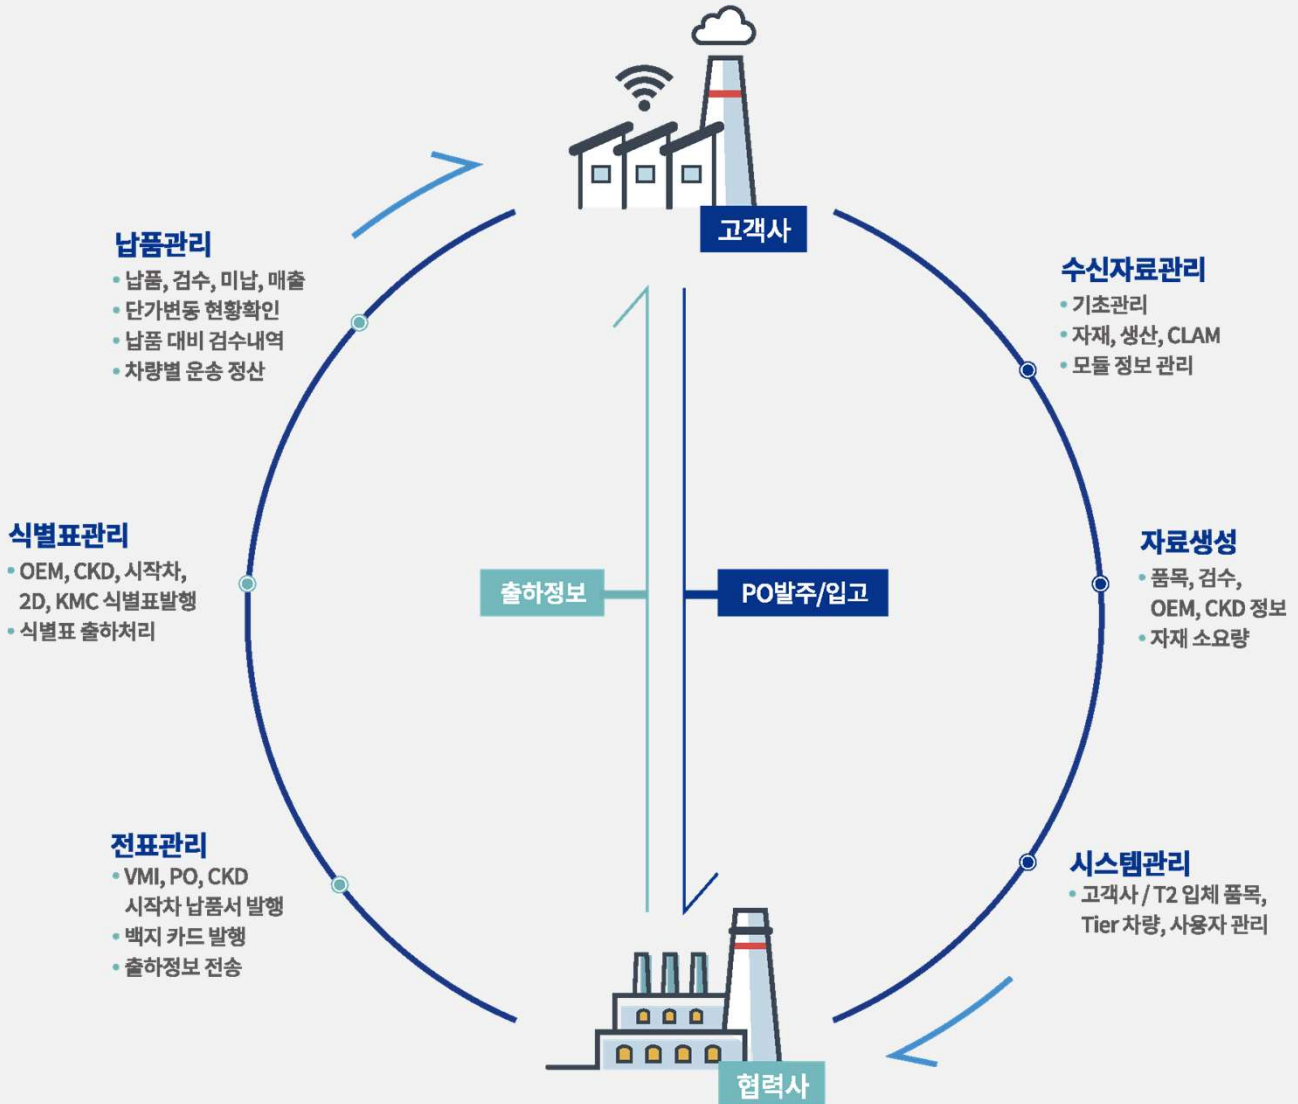 고객사
납품관리
• 납품, 검수, 미납, 매출
• 단가변동 현황확인
• 납품 대비 검수내역
• 차량별 운송 정산
수신자료관리
• 기초관리
• 자재, 생산, CLAM
• 모듈 정보 관리
식별표관리
• OEM, CKD, 시작차,
2D, KMC 식별표발행
• 식별표 출하처리
출하정보
PO발주/입고
자료생성
• 품목, 검수,
OEM, CKD 정보
• 자재 소요량
전표관리
• VMI, PO, CKD
시작차 납품서 발행
• 백지 카드 발행
• 출하정보 전송
시스템관리
• 고객사 / T2 입체 품목,
Tier 차량, 사용자 관리
협력사